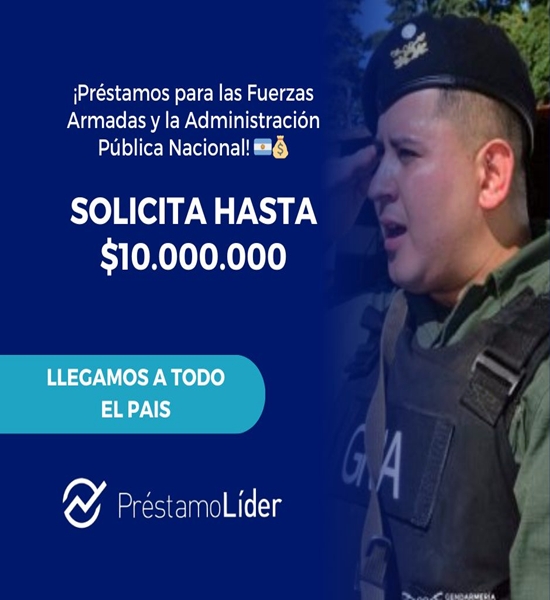 ¡Préstamos para las Fuerzas
Armadas y la Administración
Pública Nacional! 🇦🇷💰
SOLICITA HASTA
$10.000.000
LLEGAMOS A TODO
EL PAIS
PréstamoLíder
GNA
GENDARMERÍA